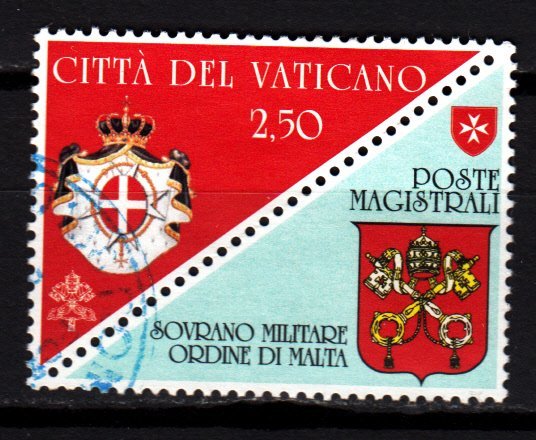 CITTÀ DEL VATICANO
2,50
POSTE
MAGISTRALI
SOVRANO MILITARE
ORDINE DI MALTA